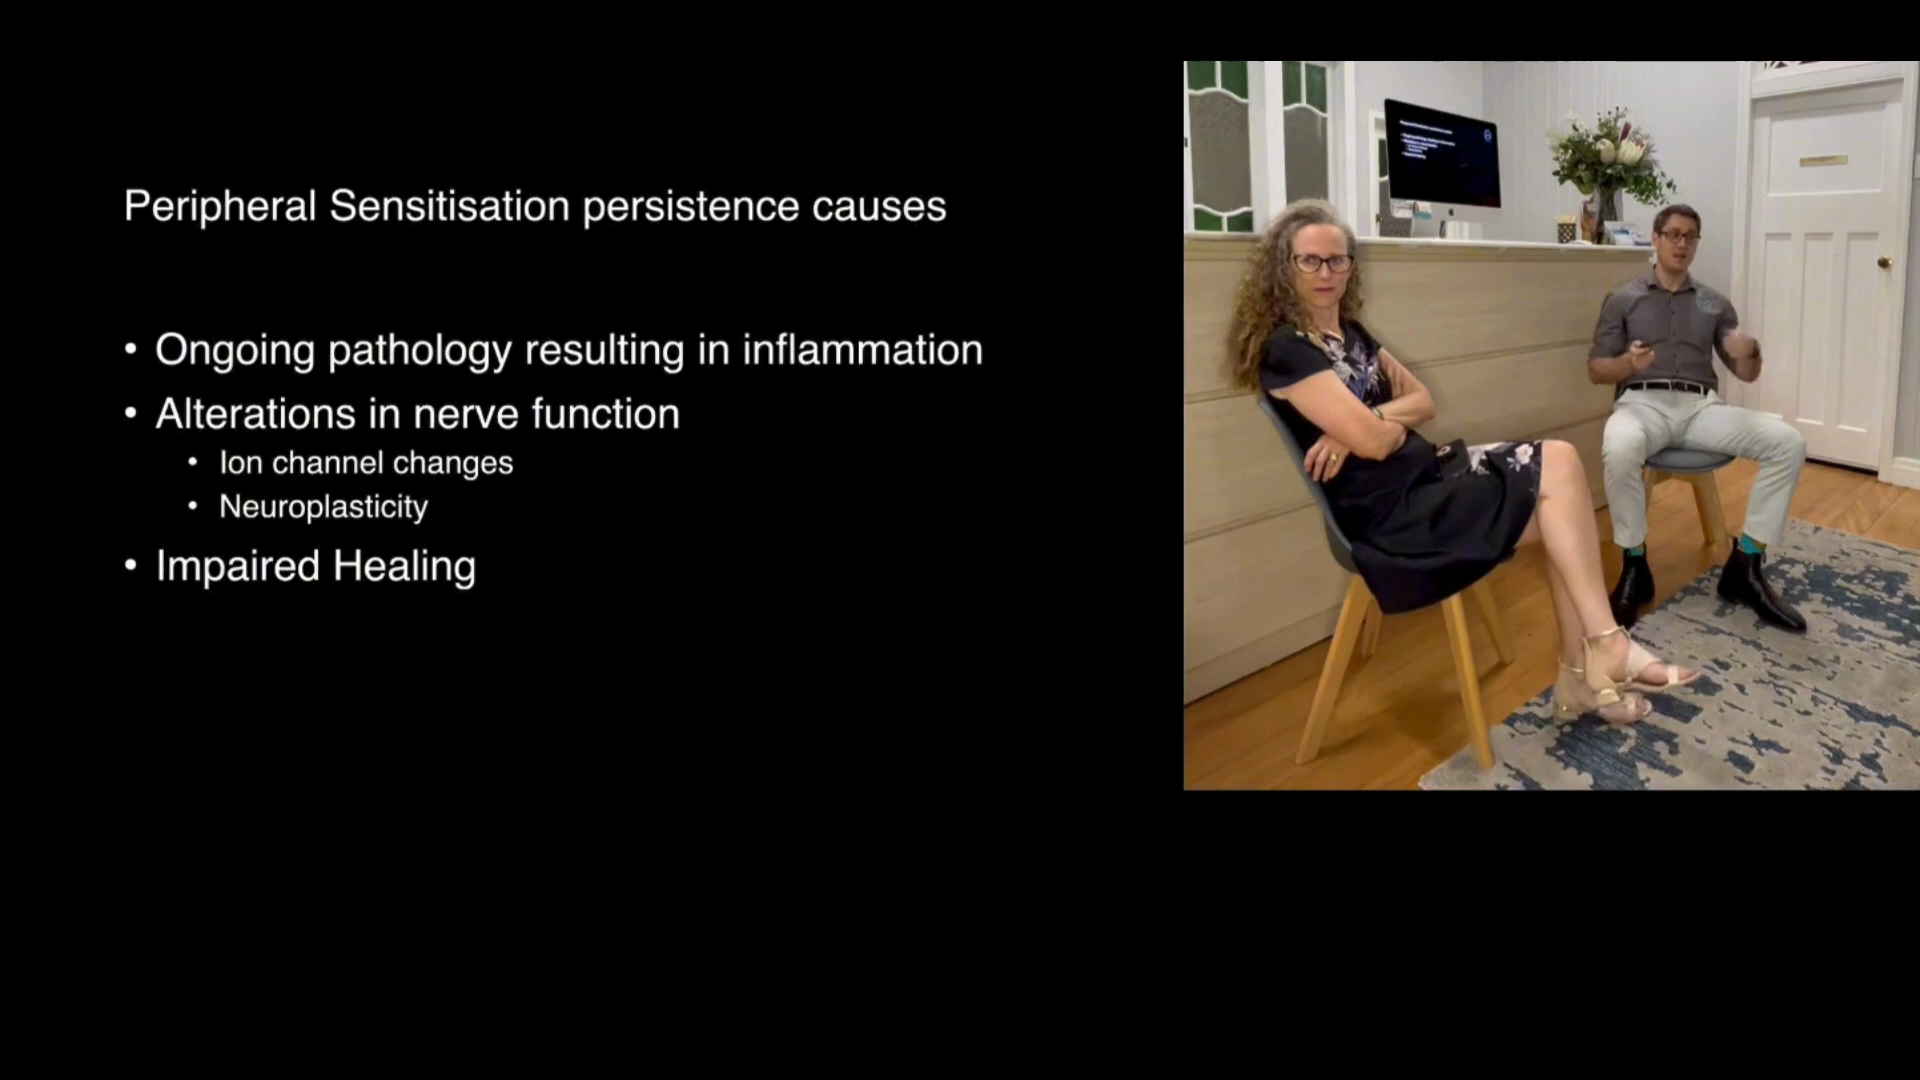 Peripheral Sensitisation persistence causes
• Ongoing pathology resulting in inflammation
• Alterations in nerve function
• Ion channel changes
• Neuroplasticity
• Impaired Healing